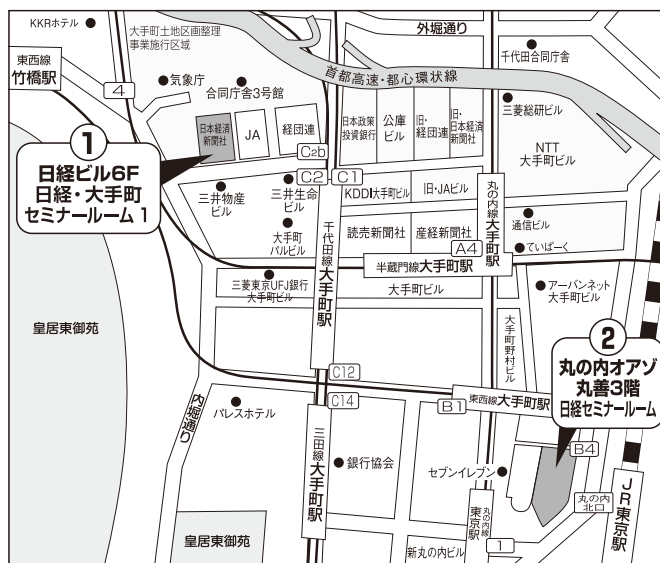 KKRホテル
大手町土地区画整理
事業施行区域
外堀通り
千代田合同庁舎
東西線
竹橋駅
気象庁
合同庁舎3号館
首都高速・都心環状線
4
三菱総研ビル
日本経済
新聞社
JA
経団連
日本政策
投資銀行
公庫
ビル
旧・
経団連
旧・
日本経済
新聞社
NTT
大手町ビル
1
日経ビル6F
日経・大手町
セミナールーム 1
C2b
C2
C1
三井物産
ビル
三井生命
ビル
KDDI大手町ビル
旧・JAビル
丸の内線大手町駅
大手町
パルビル
千代田線大手町駅
読売新聞社
産経新聞社
A4
通信ビル
ていぱーく
半蔵門線大手町駅
三菱東京UFJ銀行
大手町ビル
大手町ビル
アーバンネット
大手町ビル
皇居東御苑
大手町野村ビル
2
丸の内オアゾ
丸善3階
日経セミナールーム
C12
内堀通り
パレスホテル
C14
B1
東西線大手町駅
三田線大手町駅
銀行協会
セブンイレブン
B4
丸の内
北口
JR東京駅
皇居東御苑
丸の内線
東京駅
新丸の内ビル
1